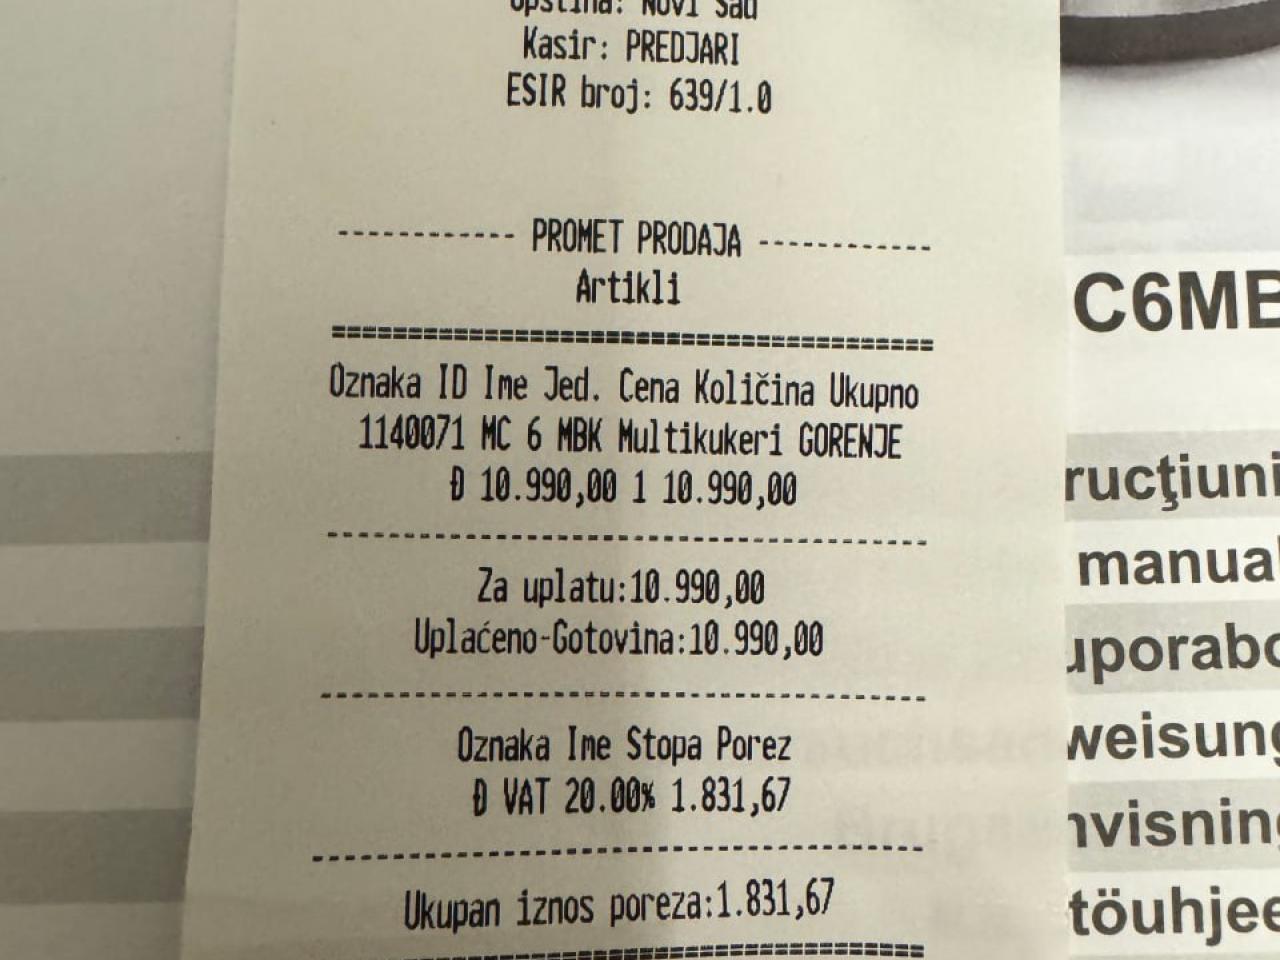 Opština: Novi Sad
Kasir: PREDJARI
ESIR broj: 639/1.0
------------ PROMET PRODAJA ------------
Artikli
========================================
Oznaka ID Ime Jed. Cena Količina Ukupno
1140071 MC 6 MBK Multikukeri GORENJE
Đ 10.990,00 1 10.990,00
----------------------------------------
Za uplatu:10.990,00
Uplaćeno-Gotovina:10.990,00
----------------------------------------
Oznaka Ime Stopa Porez
Đ VAT 20.00% 1.831,67
----------------------------------------
Ukupan iznos poreza:1.831,67
========================================
C6MB
rucţiuni
manual
uporabo
weisung
nvisning
töuhjee